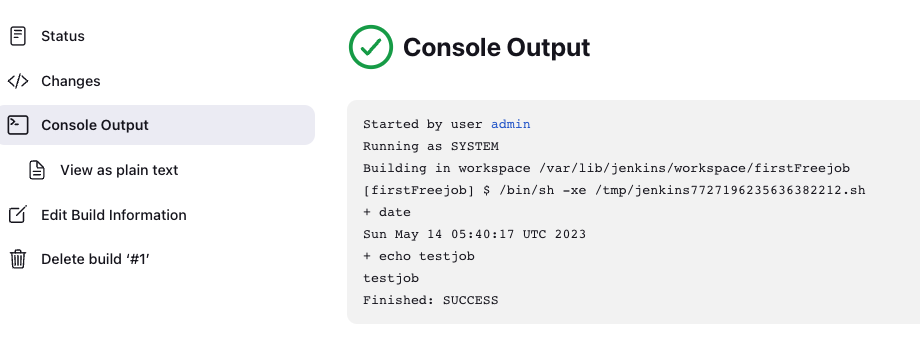 Status
Changes
Console Output
View as plain text
Edit Build Information
Delete build ‘#1’
Console Output
Started by user admin
Running as SYSTEM
Building in workspace /var/lib/jenkins/workspace/firstFreejob
[firstFreejob] $ /bin/sh -xe /tmp/jenkins7727196235636382212.sh
+ date
Sun May 14 05:40:17 UTC 2023
+ echo testjob
testjob
Finished: SUCCESS